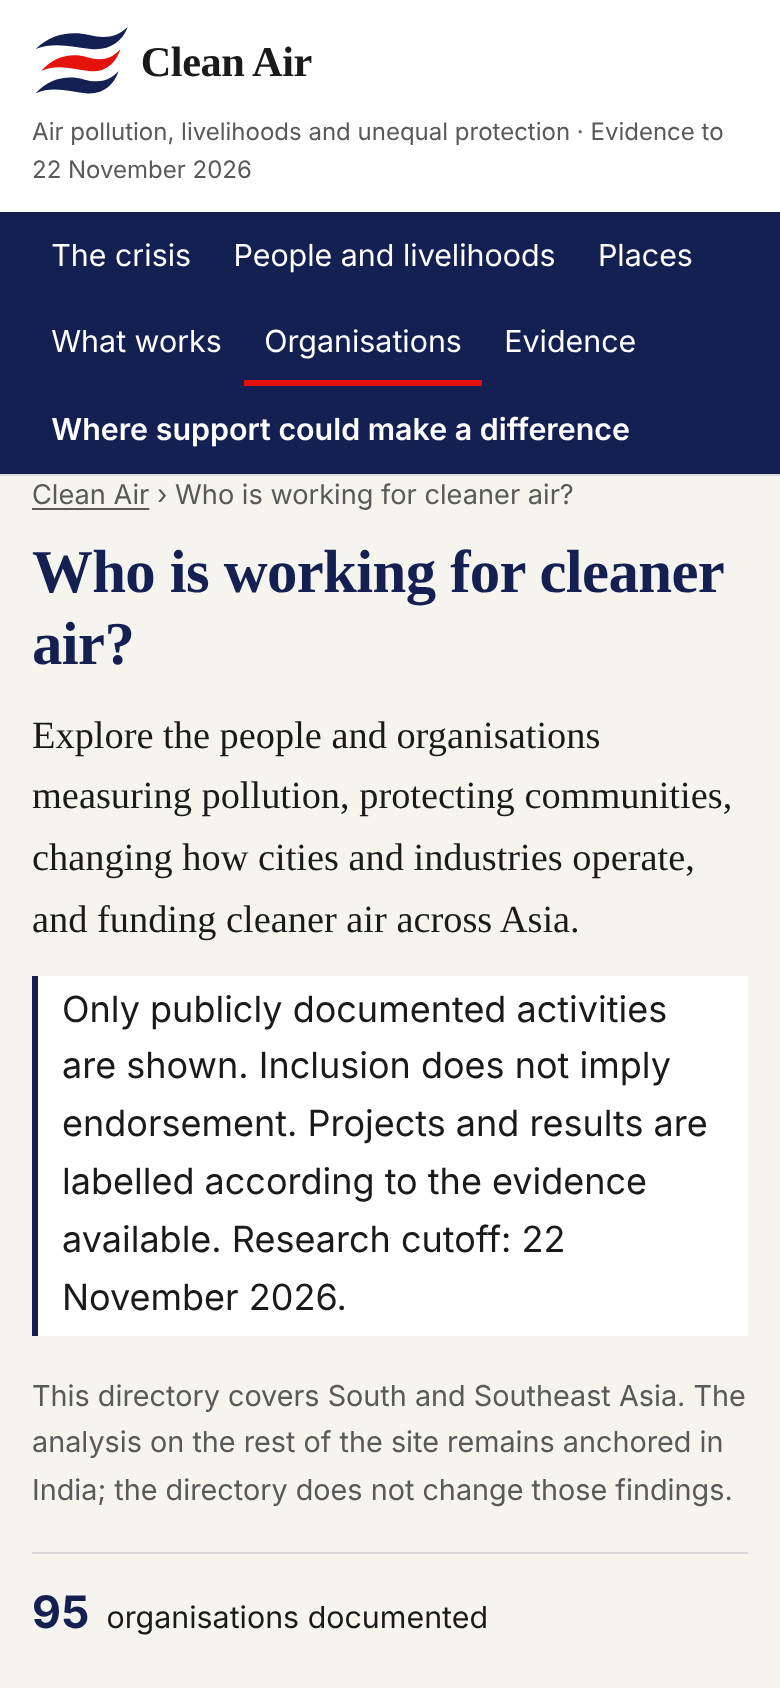 Clean Air
Air pollution, livelihoods and unequal protection · Evidence to
22 November 2026
The crisis People and livelihoods Places
What works Organisations Evidence
Where support could make a difference
Clean Air › Who is working for cleaner air?
Who is working for cleaner
air?
Explore the people and organisations
measuring pollution, protecting communities,
changing how cities and industries operate,
and funding cleaner air across Asia.
Only publicly documented activities
are shown. Inclusion does not imply
endorsement. Projects and results are
labelled according to the evidence
available. Research cutoff: 22
November 2026.
This directory covers South and Southeast Asia. The
analysis on the rest of the site remains anchored in
India; the directory does not change those findings.
95 organisations documented